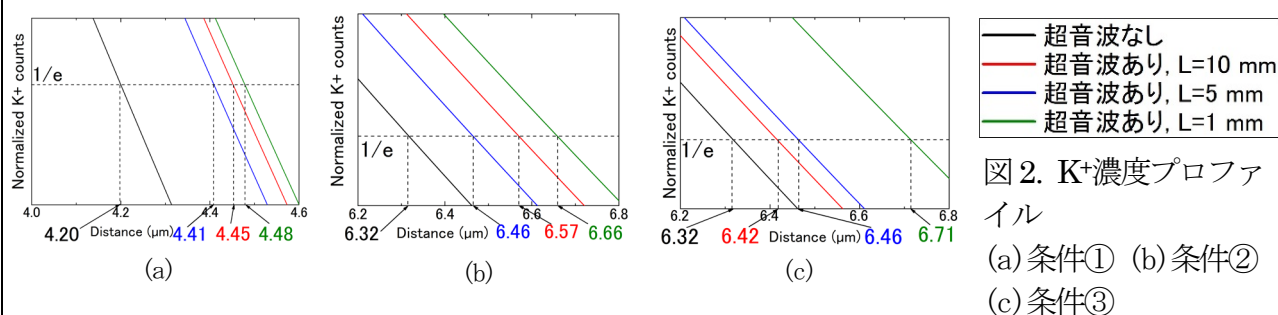 Normalized K+ counts
1/e
4.0 4.2 4.4 4.6
4.20 Distance (μm) 4.41 4.45 4.48
(a)
Normalized K+ counts
1/e
6.2 6.4 6.6 6.8
6.32 Distance (μm) 6.46 6.57 6.66
(b)
Normalized K+ counts
1/e
6.2 6.4 6.6 6.8
6.32 6.42 Distance (μm) 6.46 6.71
(c)
超音波なし
超音波あり, L=10 mm
超音波あり, L=5 mm
超音波あり, L=1 mm
図2. K⁺濃度プロファ
イル
(a)条件① (b)条件②
(c)条件③